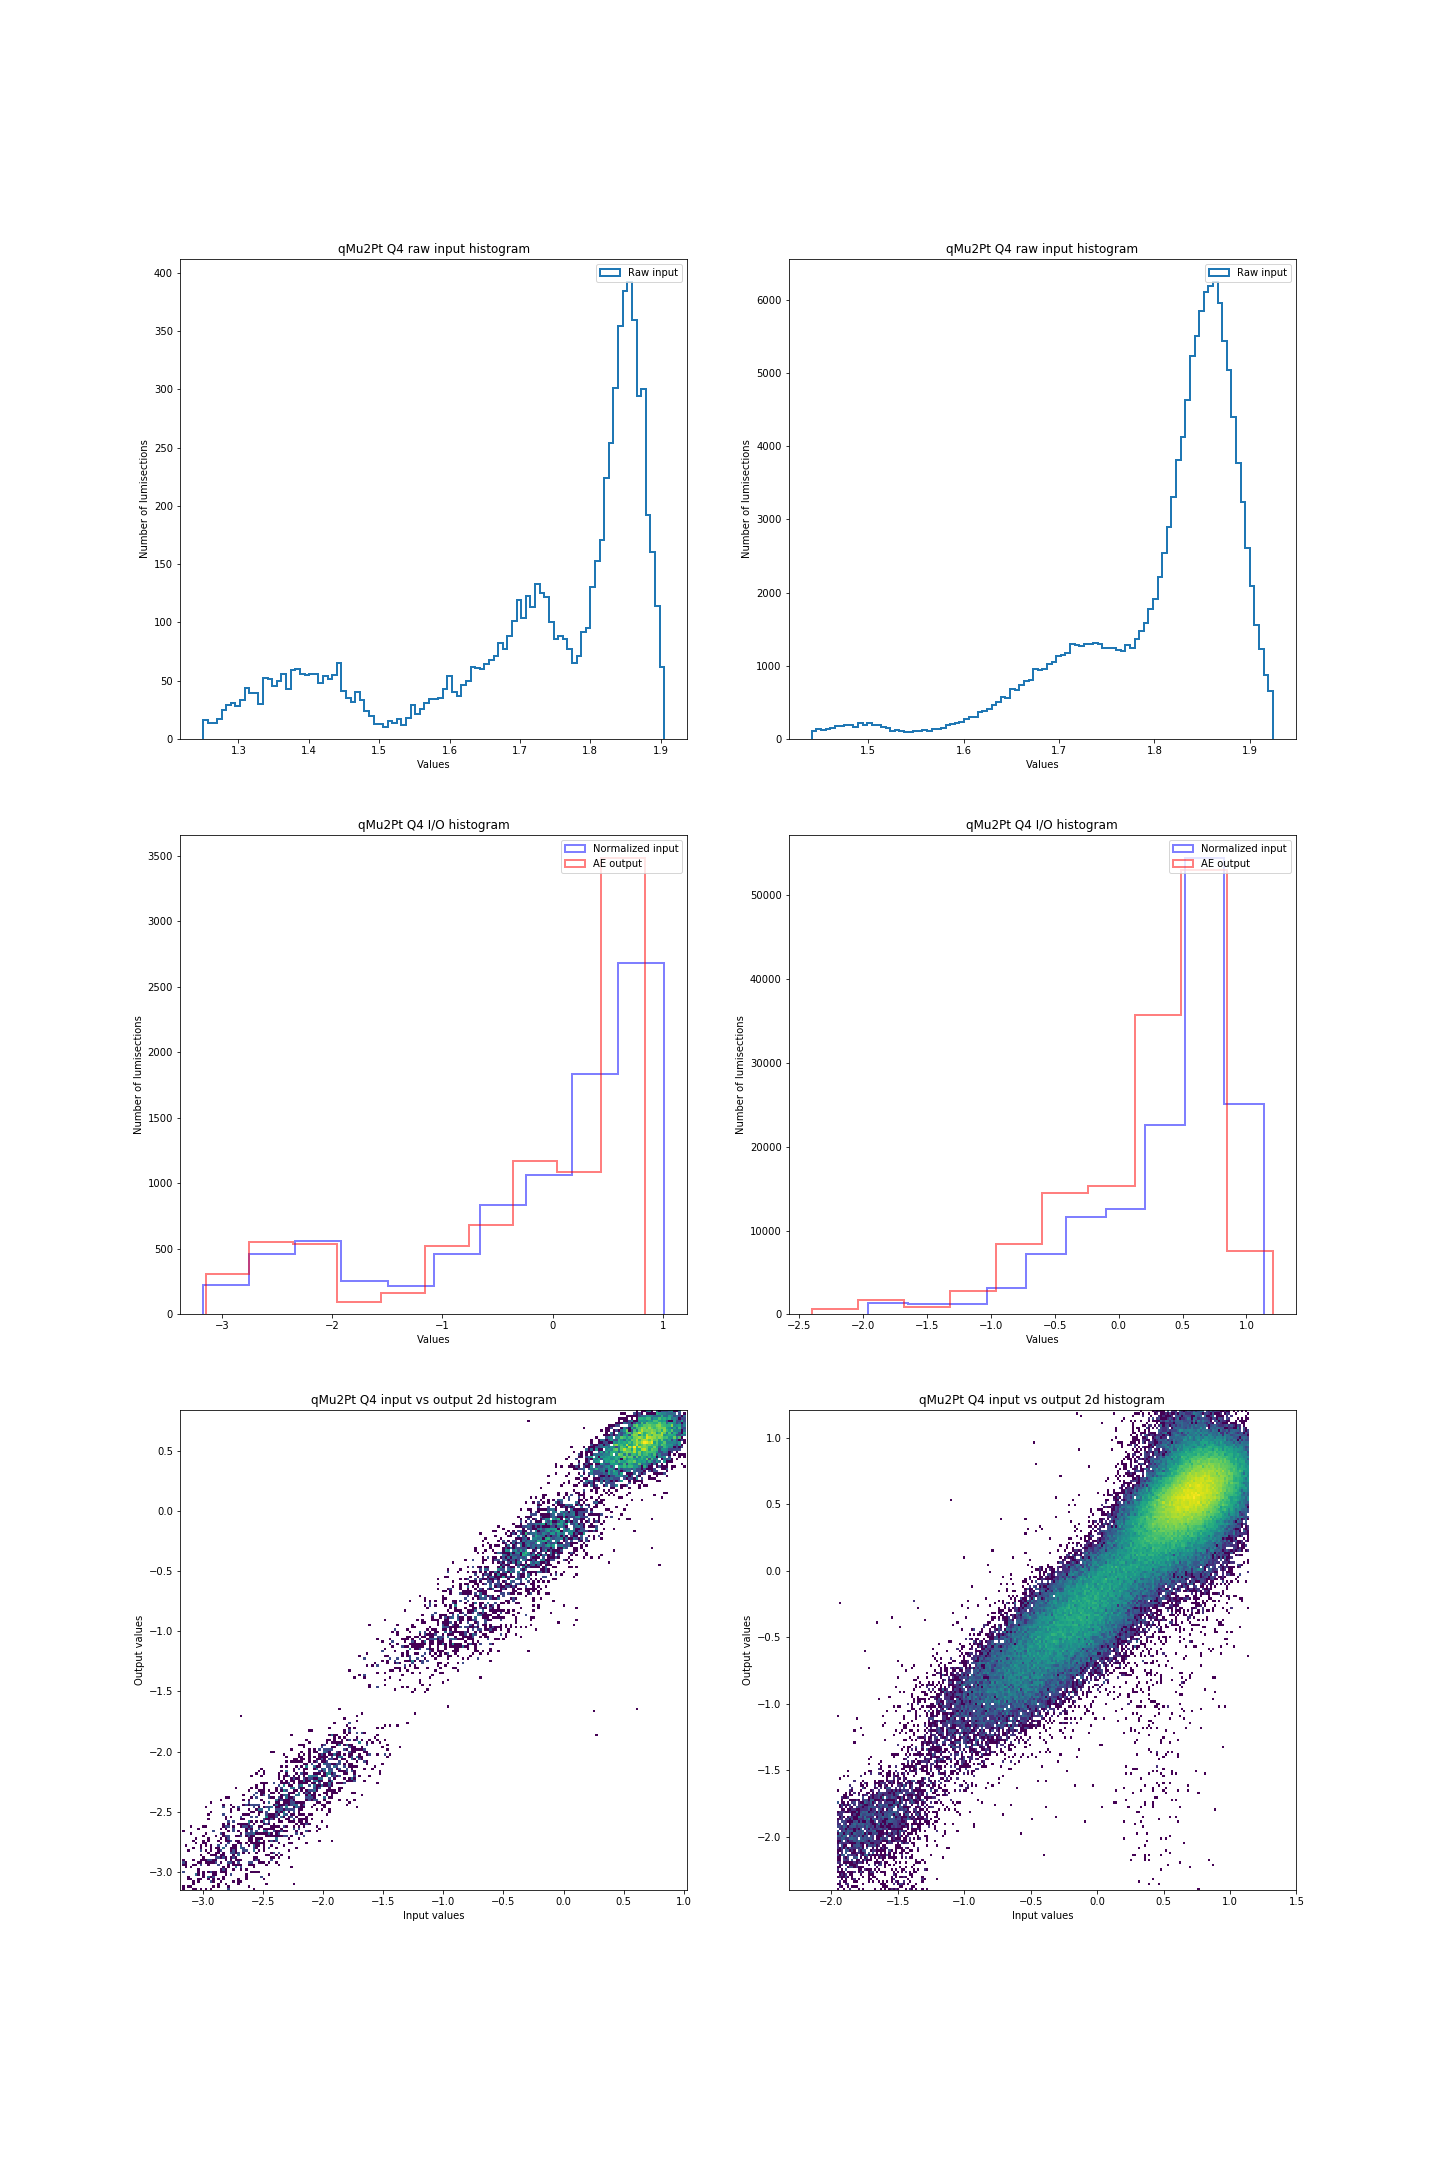 qMu2Pt Q4 raw input histogram
Raw input
400
350
300
250
200
150
100
50
0
Number of lumisections
1.3 1.4 1.5 1.6 1.7 1.8 1.9
Values
qMu2Pt Q4 raw input histogram
Raw input
6000
5000
4000
3000
2000
1000
0
Number of lumisections
1.5 1.6 1.7 1.8 1.9
Values
qMu2Pt Q4 I/O histogram
Normalized input
AE output
3500
3000
2500
2000
1500
1000
500
0
Number of lumisections
−3 −2 −1 0 1
Values
qMu2Pt Q4 I/O histogram
Normalized input
AE output
50000
40000
30000
20000
10000
0
Number of lumisections
−2.5 −2.0 −1.5 −1.0 −0.5 0.0 0.5 1.0
Values
qMu2Pt Q4 input vs output 2d histogram
0.5
0.0
−0.5
−1.0
−1.5
−2.0
−2.5
−3.0
Output values
−3.0 −2.5 −2.0 −1.5 −1.0 −0.5 0.0 0.5 1.0
Input values
qMu2Pt Q4 input vs output 2d histogram
1.0
0.5
0.0
−0.5
−1.0
−1.5
−2.0
Output values
−2.0 −1.5 −1.0 −0.5 0.0 0.5 1.0 1.5
Input values